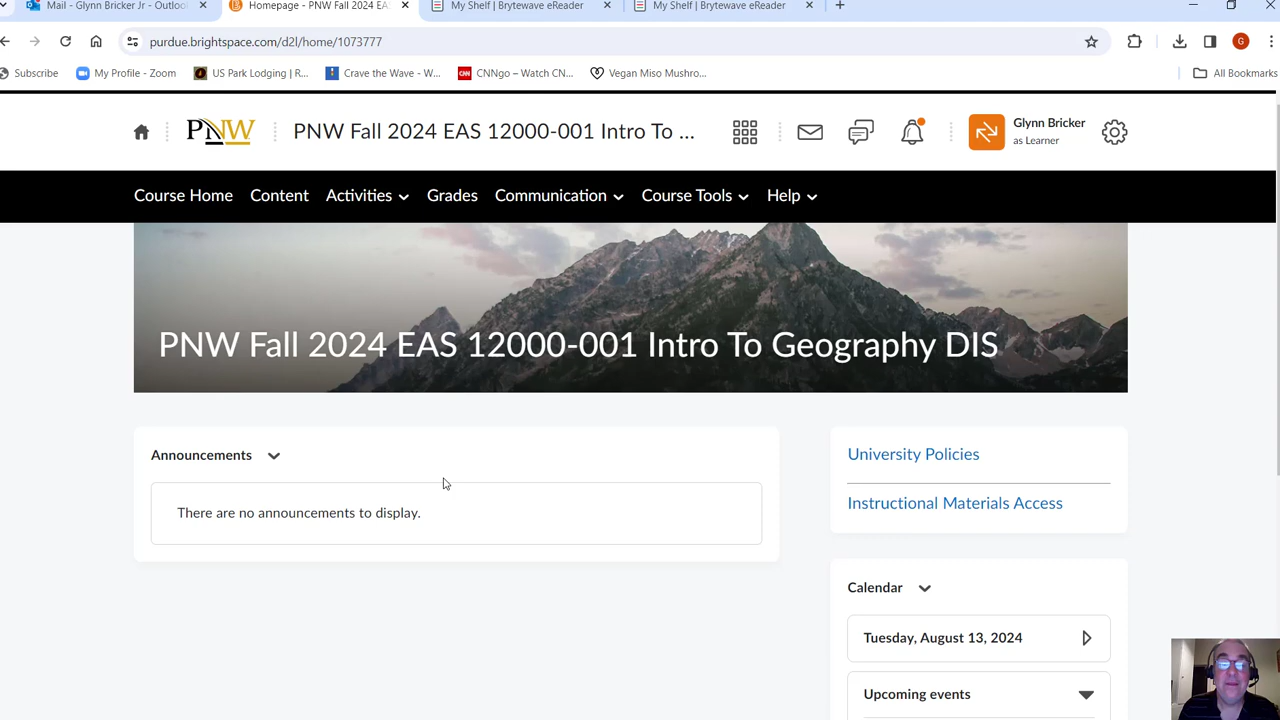 Mail - Glynn Bricker Jr - Outlo
Homepage - PNW Fall 2024 EA
My Shelf | Brytewave eReader
My Shelf | Brytewave eReader
purdue.brightspace.com/d2l/home/1073777
G
Subscribe
My Profile - Zoom
US Park Lodging | R...
Crave the Wave - W...
CNN
CNNgo – Watch CN...
Vegan Miso Mushro...
All Bookmarks
PNW
PNW Fall 2024 EAS 12000-001 Intro To ...
Glynn Bricker
as Learner
Course Home
Content
Activities
Grades
Communication
Course Tools
Help
PNW Fall 2024 EAS 12000-001 Intro To Geography DIS
Announcements
There are no announcements to display.
University Policies
Instructional Materials Access
Calendar
Tuesday, August 13, 2024
Upcoming events